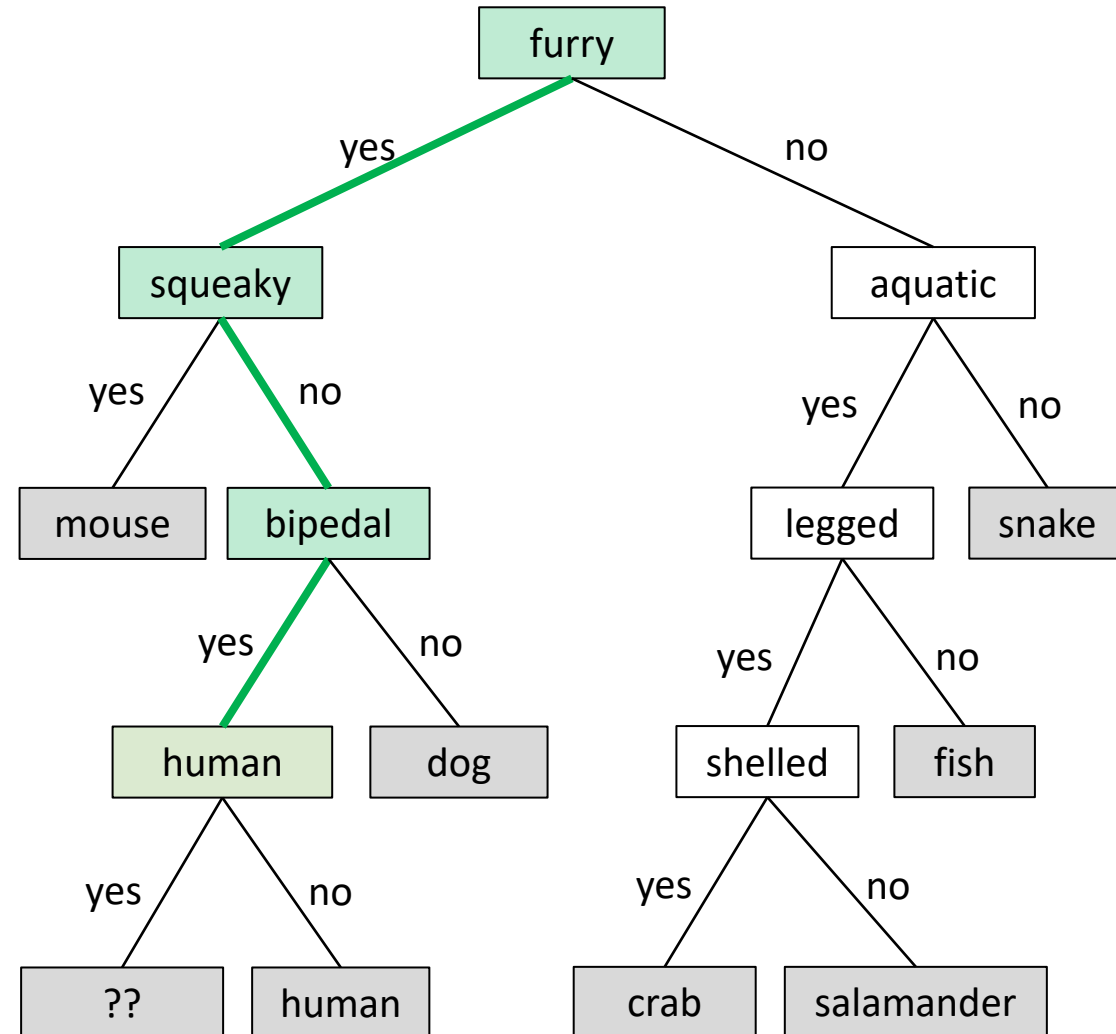 furry
yes no
squeaky aquatic
yes no yes no
mouse bipedal legged snake
yes no yes no
human dog shelled fish
yes no yes no
?? human crab salamander